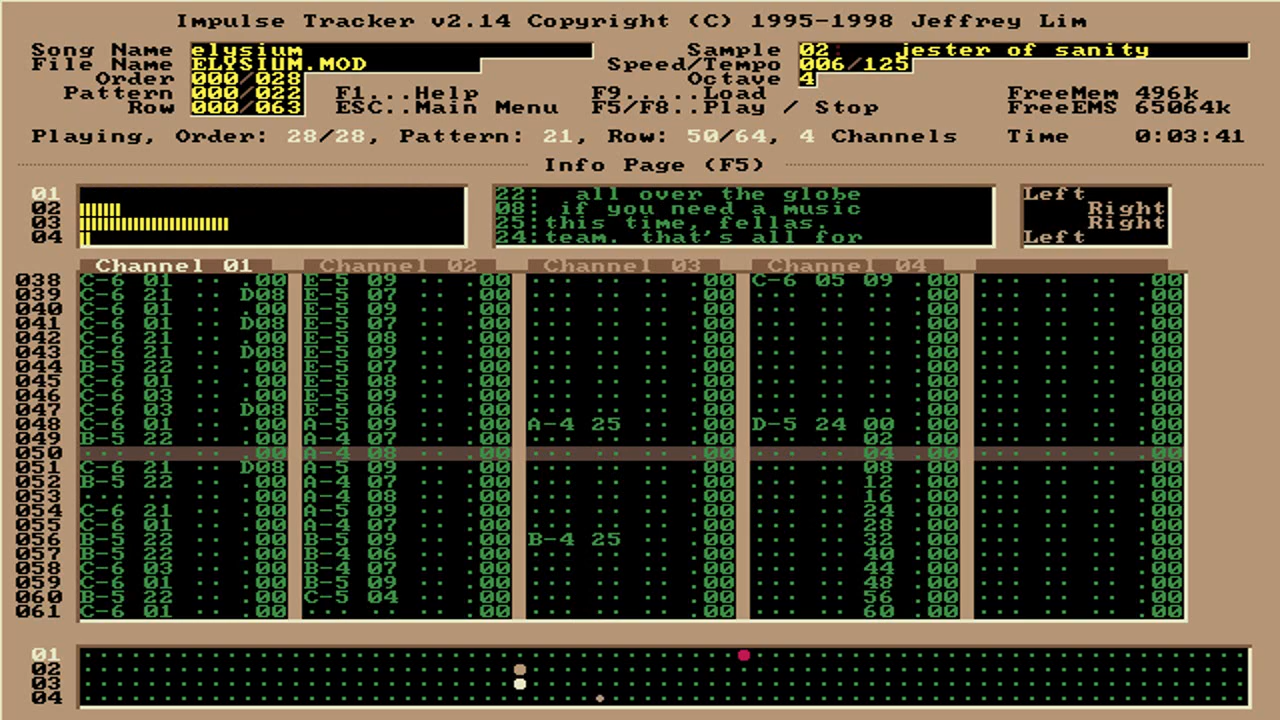 Impulse Tracker v2.14 Copyright (C) 1995-1998 Jeffrey Lim
Song Name elysium Sample 02: jester of sanity
File Name ELYSIUM.MOD Speed/Tempo 006/125
Order 000/028 Octave 4
Pattern 000/022 F1...Help F9.....Load FreeMem 496k
Row 000/063 ESC..Main Menu F5/F8..Play / Stop FreeEMS 65064k
Playing, Order: 28/28, Pattern: 21, Row: 50/64, 4 Channels Time 0:03:41
Info Page (F5)
01 22: all over the globe Left
02 08: if you need a music Right
03 25:this time, fellas. Right
04 24:team. that's all for Left
Channel 01 Channel 02 Channel 03 Channel 04
038 C-6 01 ·· .00 E-5 09 ·· .00 ··· ·· ·· .00 C-6 05 09 .00 ··· ·· ·· .00
039 C-6 21 ·· D08 E-5 07 ·· .00 ··· ·· ·· .00 ··· ·· ·· .00 ··· ·· ·· .00
040 C-6 01 ·· .00 E-5 09 ·· .00 ··· ·· ·· .00 ··· ·· ·· .00 ··· ·· ·· .00
041 C-6 21 ·· D08 E-5 07 ·· .00 ··· ·· ·· .00 ··· ·· ·· .00 ··· ·· ·· .00
042 C-6 01 ·· .00 E-5 08 ·· .00 ··· ·· ·· .00 ··· ·· ·· .00 ··· ·· ·· .00
043 C-6 21 ·· D08 E-5 09 ·· .00 ··· ·· ·· .00 ··· ·· ·· .00 ··· ·· ·· .00
044 B-5 22 ·· .00 E-5 07 ·· .00 ··· ·· ·· .00 ··· ·· ·· .00 ··· ·· ·· .00
045 C-6 01 ·· .00 E-5 08 ·· .00 ··· ·· ·· .00 ··· ·· ·· .00 ··· ·· ·· .00
046 C-6 03 ·· .00 E-5 09 ·· .00 ··· ·· ·· .00 ··· ·· ·· .00 ··· ·· ·· .00
047 C-6 03 ·· D08 E-5 06 ·· .00 ··· ·· ·· .00 ··· ·· ·· .00 ··· ·· ·· .00
048 C-6 21 ·· .00 A-5 09 ·· .00 A-4 25 ·· .00 D-5 24 00 .00 ··· ·· ·· .00
049 B-5 22 ·· .00 A-4 07 ·· .00 ··· ·· ·· .00 ··· ·· 02 .00 ··· ·· ·· .00
050 ··· ·· ·· .00 A-4 08 ·· .00 ··· ·· ·· .00 ··· ·· 04 .00 ··· ·· ·· .00
051 C-6 21 ·· D08 A-5 09 ·· .00 ··· ·· ·· .00 ··· ·· 08 .00 ··· ·· ·· .00
052 B-5 22 ·· .00 A-4 07 ·· .00 ··· ·· ·· .00 ··· ·· 12 .00 ··· ·· ·· .00
053 ··· ·· ·· .00 A-4 08 ·· .00 ··· ·· ·· .00 ··· ·· 16 .00 ··· ·· ·· .00
054 C-6 21 ·· .00 A-5 09 ·· .00 ··· ·· ·· .00 ··· ·· 24 .00 ··· ·· ·· .00
055 C-6 01 ·· .00 A-4 07 ·· .00 ··· ·· ·· .00 ··· ·· 28 .00 ··· ·· ·· .00
056 B-5 22 ·· .00 B-5 09 ·· .00 B-4 25 ·· .00 ··· ·· 32 .00 ··· ·· ·· .00
057 B-5 22 ·· .00 B-4 06 ·· .00 ··· ·· ·· .00 ··· ·· 40 .00 ··· ·· ·· .00
058 C-6 03 ·· .00 B-4 07 ·· .00 ··· ·· ·· .00 ··· ·· 44 .00 ··· ·· ·· .00
059 C-6 01 ·· .00 B-5 09 ·· .00 ··· ·· ·· .00 ··· ·· 48 .00 ··· ·· ·· .00
060 B-5 22 ·· .00 C-5 04 ·· .00 ··· ·· ·· .00 ··· ·· 56 .00 ··· ·· ·· .00
061 C-6 01 ·· .00 ··· ·· ·· .00 ··· ·· ·· .00 ··· ·· 60 .00 ··· ·· ·· .00
01
02
03
04